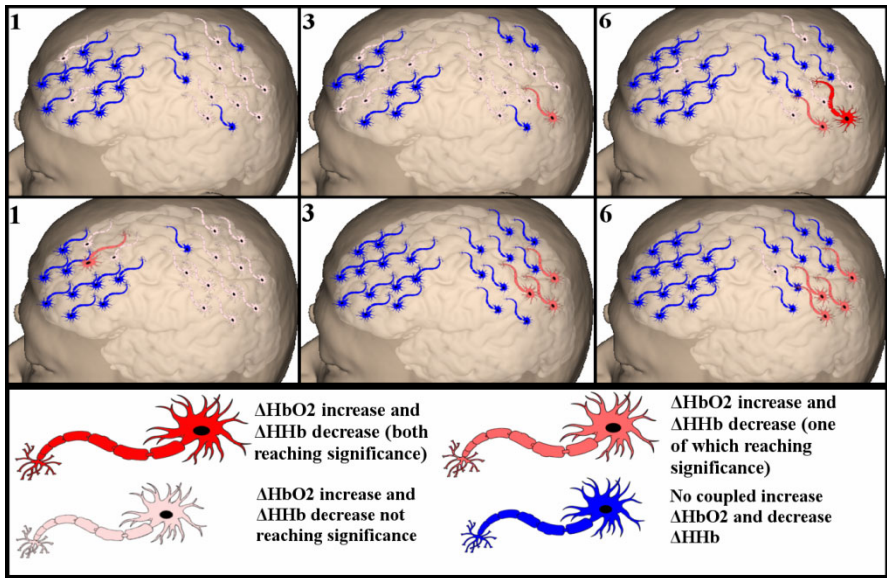 1
3
6
1
3
6
ΔHbO2 increase and
ΔHHb decrease (both
reaching significance)
ΔHbO2 increase and
ΔHHb decrease (one
of which reaching
significance)
ΔHbO2 increase and
ΔHHb decrease not
reaching significance
No coupled increase
ΔHbO2 and decrease
ΔHHb